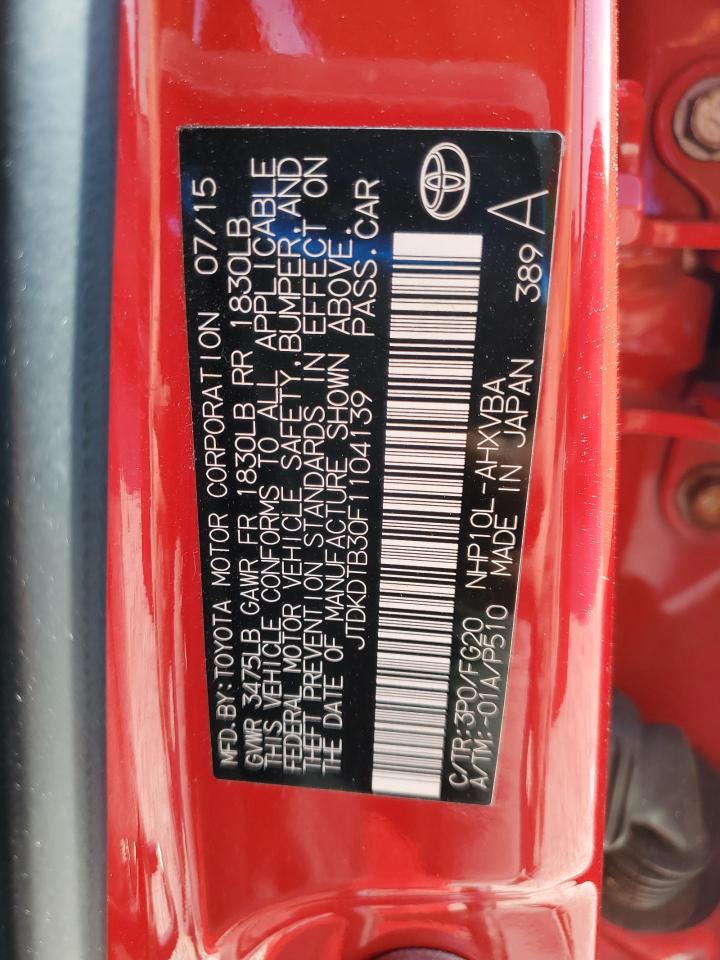 MFD.BY:TOYOTA MOTOR CORPORATION 07/15
GVWR 3475LB GAWR FR 1830LB RR 1830LB
THIS VEHICLE CONFORMS TO ALL APPLICABLE
FEDERAL MOTOR VEHICLE SAFETY,BUMPER,AND
THEFT PREVENTION STANDARDS IN EFFECT ON
THE DATE OF MANUFACTURE SHOWN ABOVE.
JTDKDTB30F1104139 PASS.CAR
C/TR:3P0/FG20 NHP10L-AHXVBA
A/TM:-01A/P510 MADE IN JAPAN 389 A